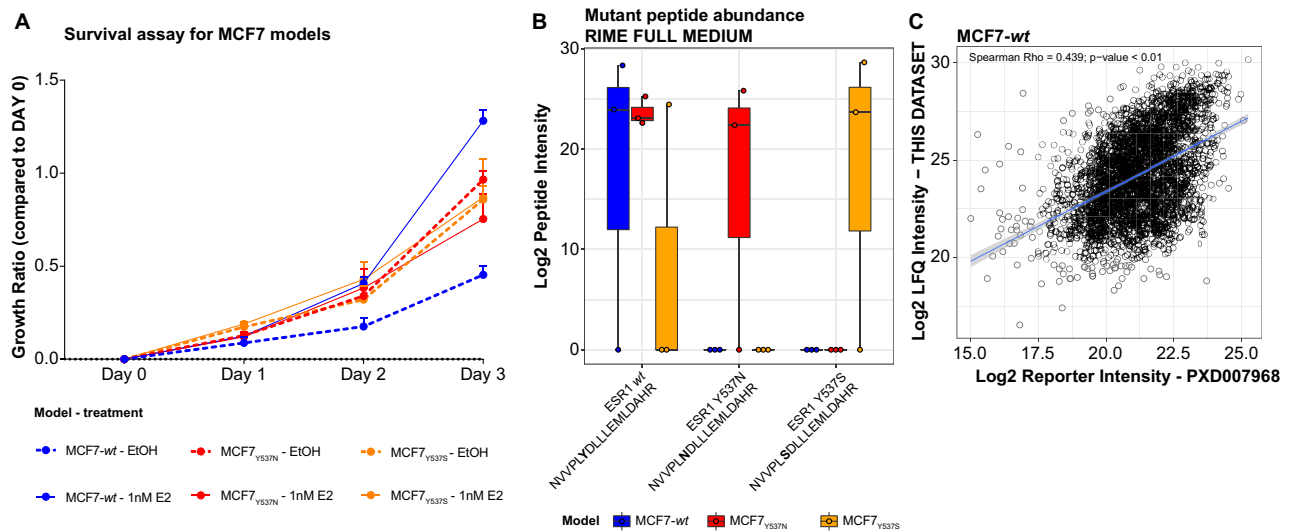 A
Survival assay for MCF7 models
Growth Ratio (compared to DAY 0)
1.5
1.0
0.5
0.0
Day 0 Day 1 Day 2 Day 3
Model - treatment
MCF7-wt - EtOH MCF7Y537N - EtOH MCF7Y537S - EtOH
MCF7-wt - 1nM E2 MCF7Y537N - 1nM E2 MCF7Y537S - 1nM E2
B
Mutant peptide abundance
RIME FULL MEDIUM
Log2 Peptide Intensity
30
20
10
0
ESR1 wt
NVVPLYDLLLEMLDAHR
ESR1 Y537N
NVVPLNDLLLEMLDAHR
ESR1 Y537S
NVVPLSDLLLEMLDAHR
Model MCF7-wt MCF7Y537N MCF7Y537S
C
MCF7-wt
Spearman Rho = 0.439; p-value < 0.01
Log2 LFQ Intensity – THIS DATASET
30
25
20
15.0 17.5 20.0 22.5 25.0
Log2 Reporter Intensity - PXD007968